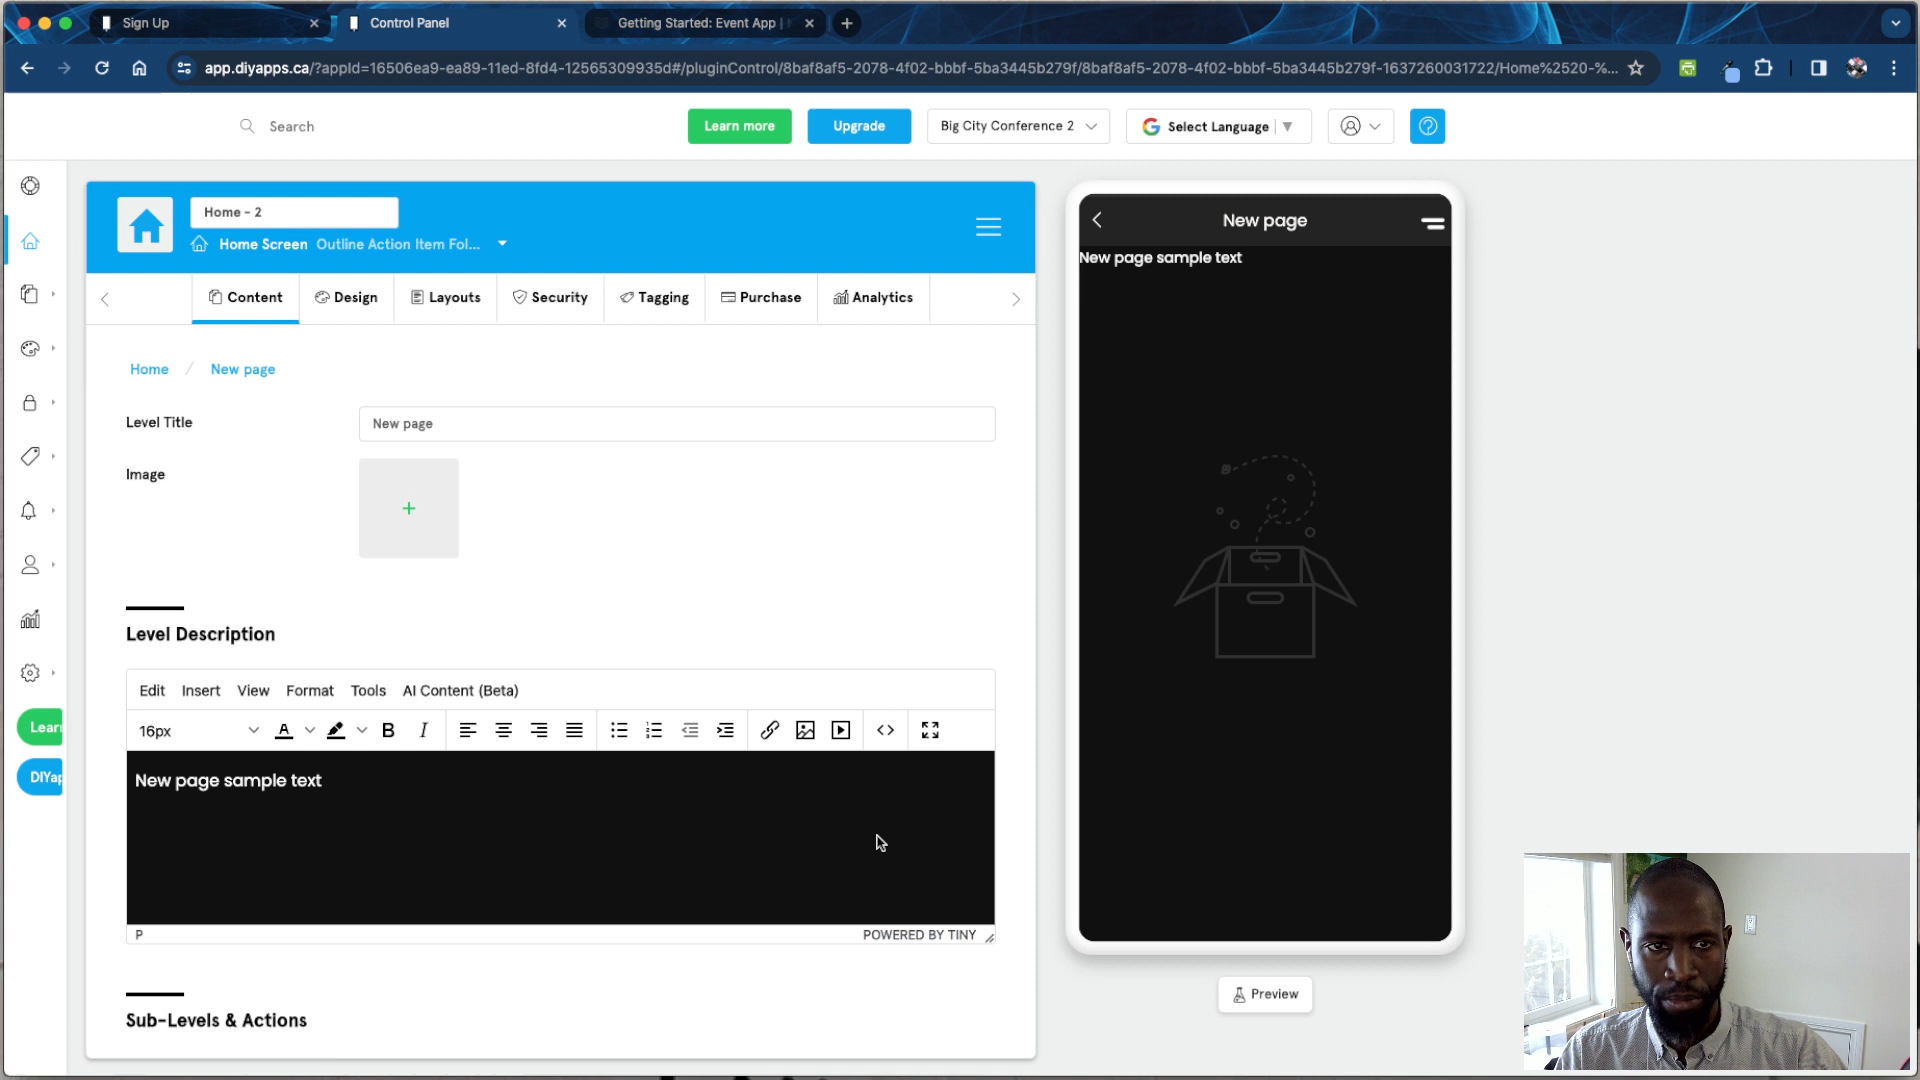 Sign Up
Control Panel
Getting Started: Event App |
app.diyapps.ca/?appId=16506ea9-ea89-11ed-8fd4-12565309935d#/pluginControl/8baf8af5-2078-4f02-bbbf-5ba3445b279f/8baf8af5-2078-4f02-bbbf-5ba3445b279f-1637260031722/Home%2520-%...
Search
Learn more
Upgrade
Big City Conference 2
Select Language
Home - 2
Home Screen Outline Action Item Fol...
Content
Design
Layouts
Security
Tagging
Purchase
Analytics
Home / New page
Level Title
New page
Image
+
Level Description
Edit Insert View Format Tools AI Content (Beta)
16px
New page sample text
P
POWERED BY TINY
Sub-Levels & Actions
Lear
DIYap
New page
New page sample text
Preview